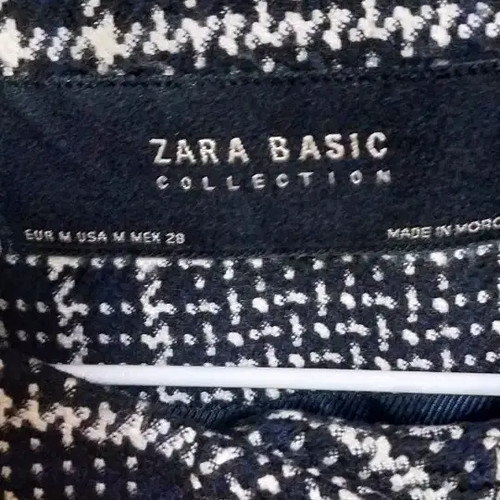 ZARA BASIC
COLLECTION
EUR M USA M MEX 28
MADE IN